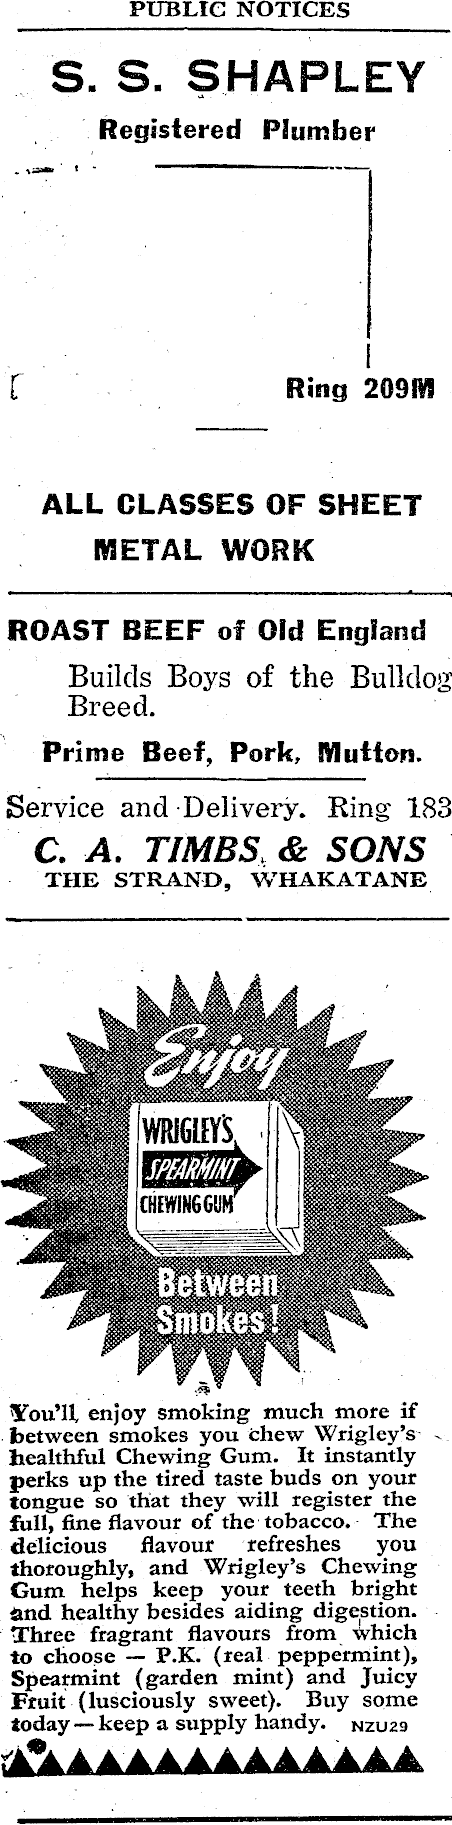 PUBLIC NOTICES
S. S. SHAPLEY
Registered Plumber
Ring 209M
ALL CLASSES OF SHEET
METAL WORK
ROAST BEEF of Old England
Builds Boys of the Bulldog
Breed.
Prime Beef, Pork, Mutton.
Service and Delivery. Ring 183
C. A. TIMBS & SONS
THE STRAND, WHAKATANE
Enjoy
WRIGLEY'S
SPEARMINT
CHEWING GUM
Between
Smokes!
You'll enjoy smoking much more if
between smokes you chew Wrigley's
healthful Chewing Gum. It instantly
perks up the tired taste buds on your
tongue so that they will register the
full, fine flavour of the tobacco. The
delicious flavour refreshes you
thoroughly, and Wrigley's Chewing
Gum helps keep your teeth bright
and healthy besides aiding digestion.
Three fragrant flavours from which
to choose — P.K. (real peppermint),
Spearmint (garden mint) and Juicy
Fruit (lusciously sweet). Buy some
today — keep a supply handy. NZU29